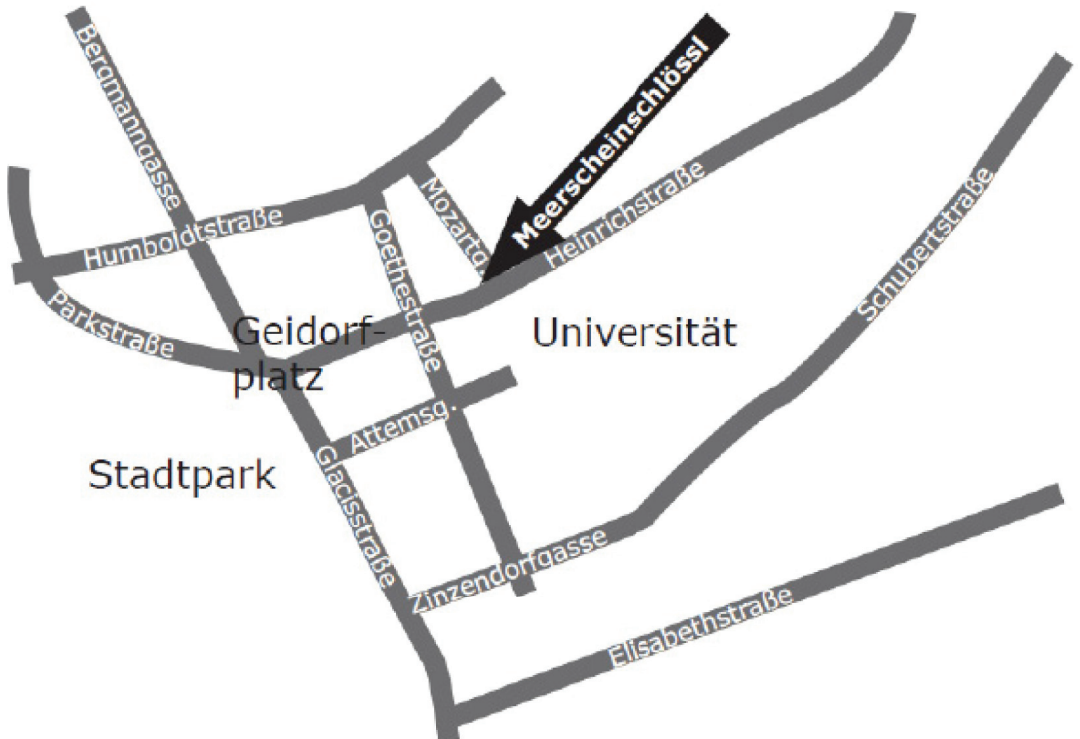 Bergmanngasse
Meerscheinschlössl
Mozartg.
Humboldtstraße
Goethestraße
Heinrichstraße
Schubertstraße
Parkstraße
Geidorf-
platz
Universität
Attemsg.
Stadtpark
Glacisstraße
Zinzendorfgasse
Elisabethstraße